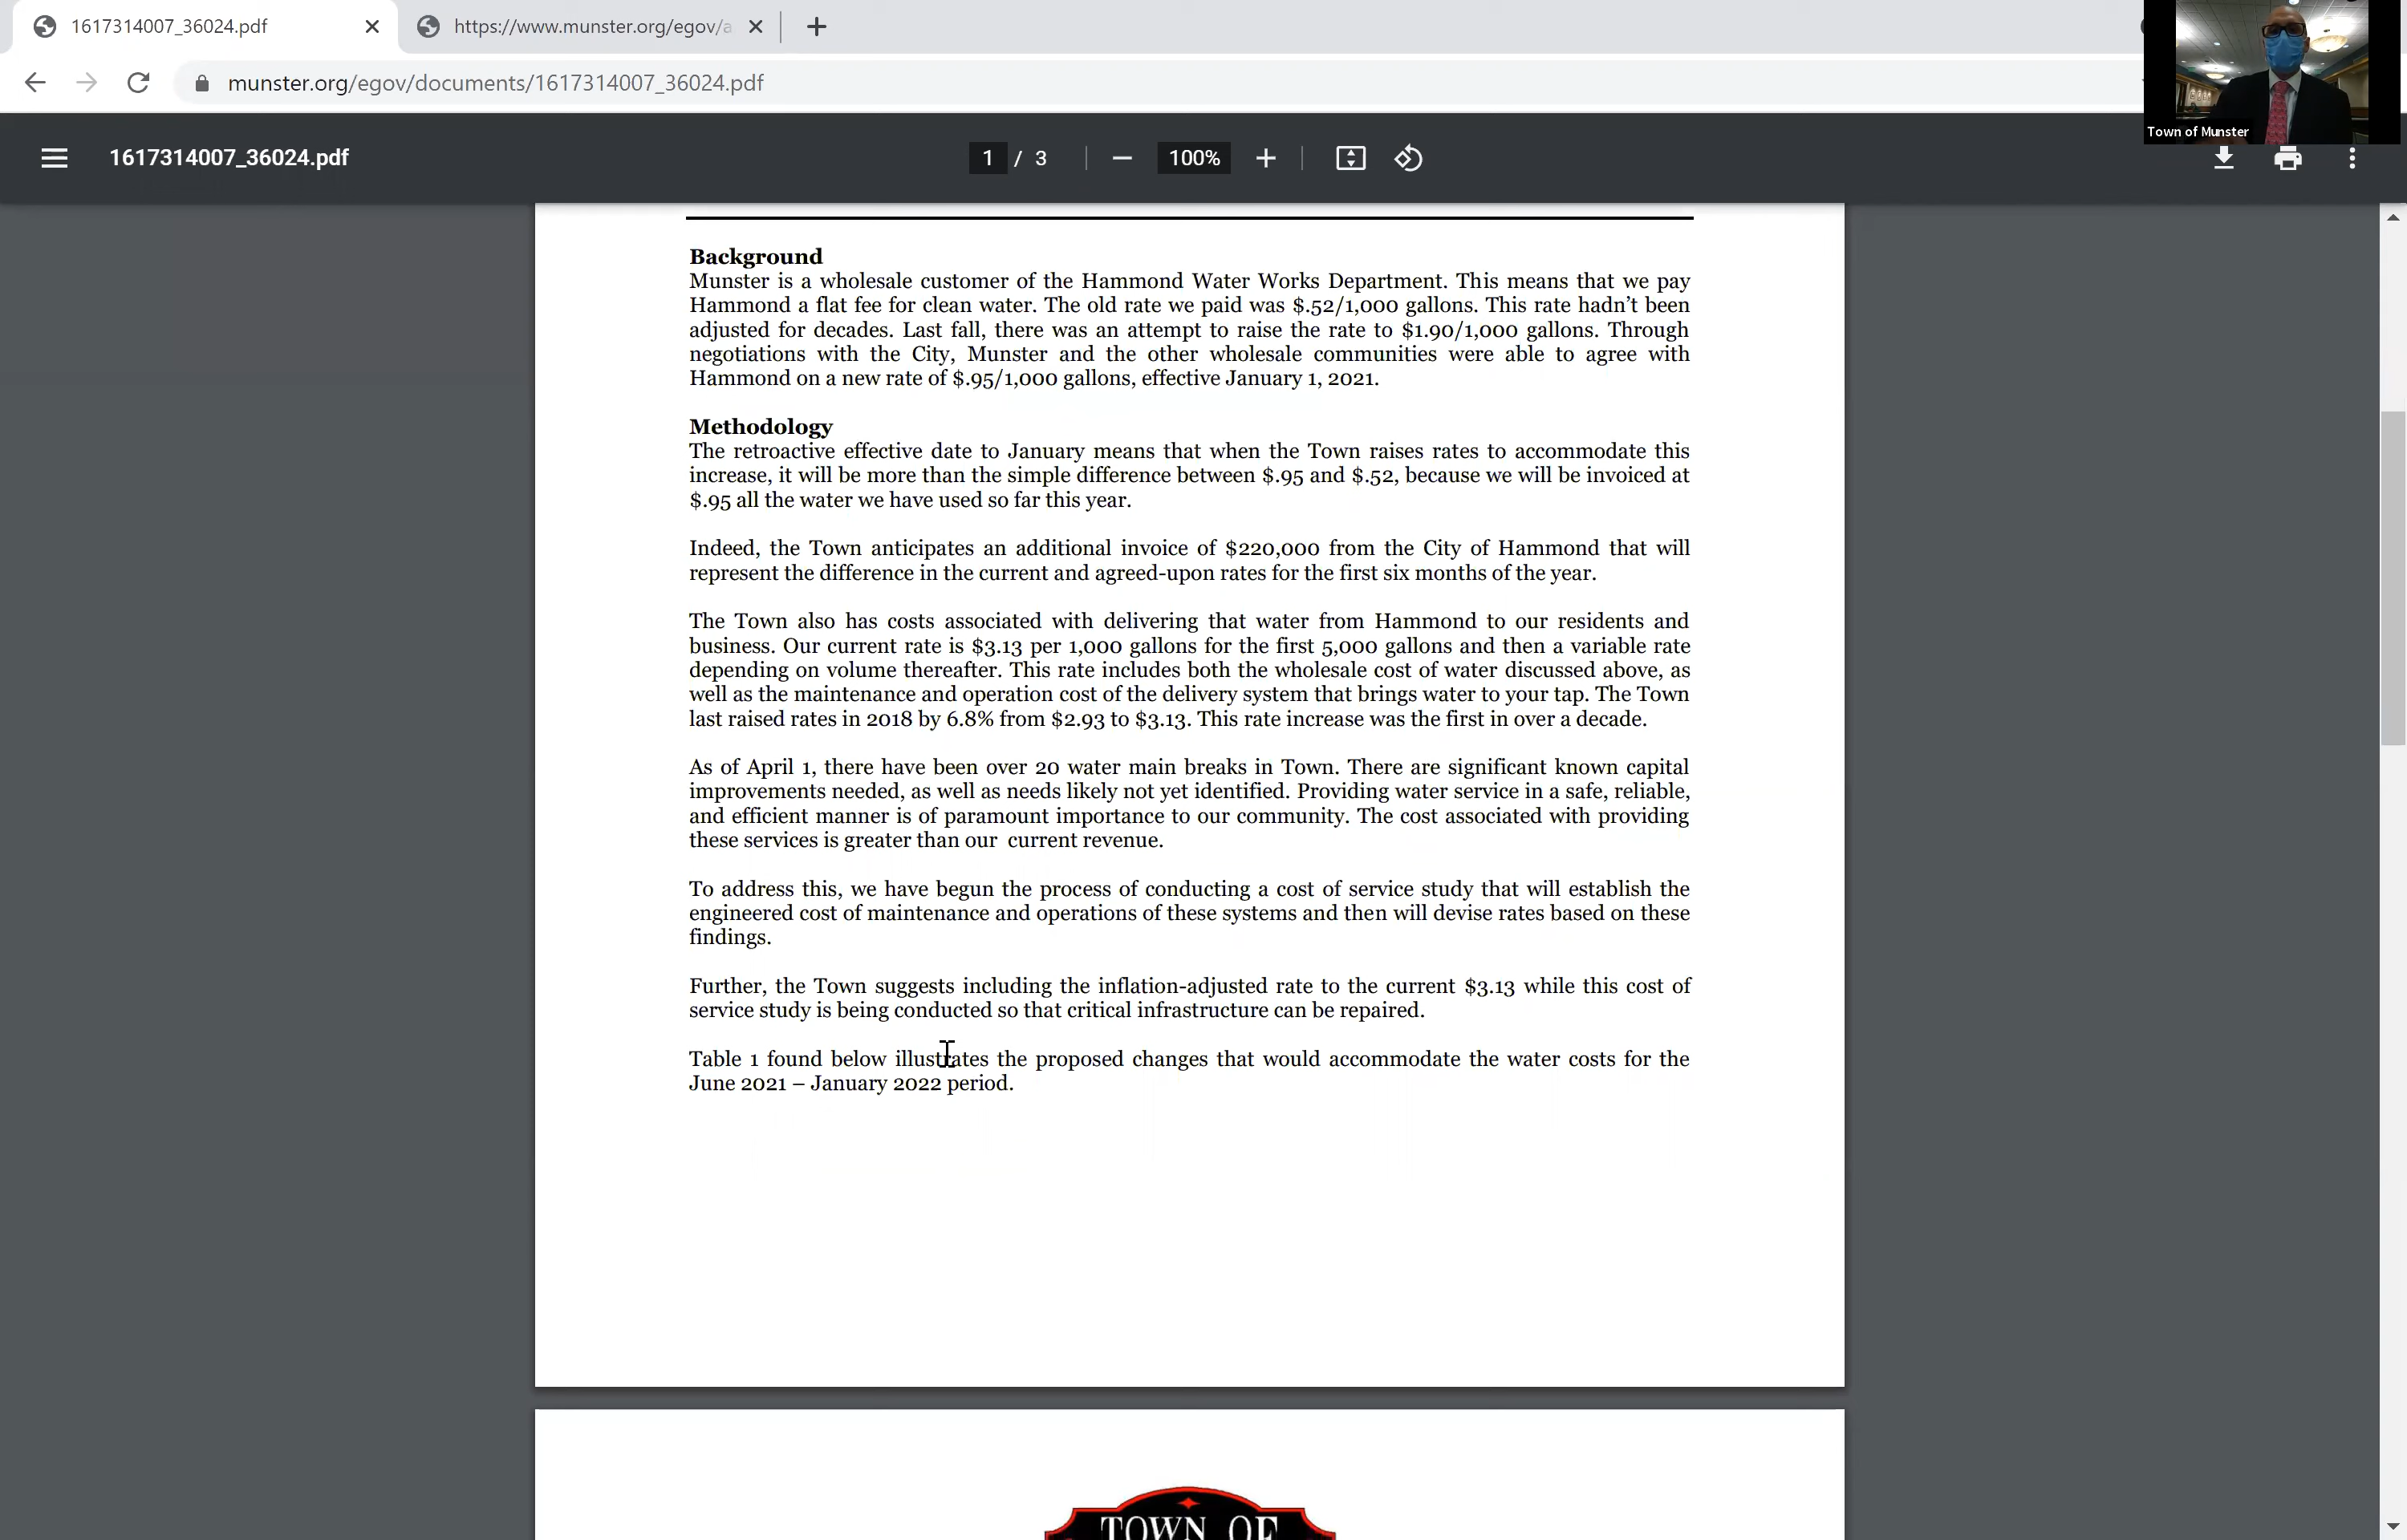 1617314007_36024.pdf
https://www.munster.org/egov/a
munster.org/egov/documents/1617314007_36024.pdf
Town of Munster
1617314007_36024.pdf
1 / 3
100%
Background
Munster is a wholesale customer of the Hammond Water Works Department. This means that we pay
Hammond a flat fee for clean water. The old rate we paid was $.52/1,000 gallons. This rate hadn’t been
adjusted for decades. Last fall, there was an attempt to raise the rate to $1.90/1,000 gallons. Through
negotiations with the City, Munster and the other wholesale communities were able to agree with
Hammond on a new rate of $.95/1,000 gallons, effective January 1, 2021.
Methodology
The retroactive effective date to January means that when the Town raises rates to accommodate this
increase, it will be more than the simple difference between $.95 and $.52, because we will be invoiced at
$.95 all the water we have used so far this year.
Indeed, the Town anticipates an additional invoice of $220,000 from the City of Hammond that will
represent the difference in the current and agreed-upon rates for the first six months of the year.
The Town also has costs associated with delivering that water from Hammond to our residents and
business. Our current rate is $3.13 per 1,000 gallons for the first 5,000 gallons and then a variable rate
depending on volume thereafter. This rate includes both the wholesale cost of water discussed above, as
well as the maintenance and operation cost of the delivery system that brings water to your tap. The Town
last raised rates in 2018 by 6.8% from $2.93 to $3.13. This rate increase was the first in over a decade.
As of April 1, there have been over 20 water main breaks in Town. There are significant known capital
improvements needed, as well as needs likely not yet identified. Providing water service in a safe, reliable,
and efficient manner is of paramount importance to our community. The cost associated with providing
these services is greater than our current revenue.
To address this, we have begun the process of conducting a cost of service study that will establish the
engineered cost of maintenance and operations of these systems and then will devise rates based on these
findings.
Further, the Town suggests including the inflation-adjusted rate to the current $3.13 while this cost of
service study is being conducted so that critical infrastructure can be repaired.
Table 1 found below illustrates the proposed changes that would accommodate the water costs for the
June 2021 – January 2022 period.
TOWN OF